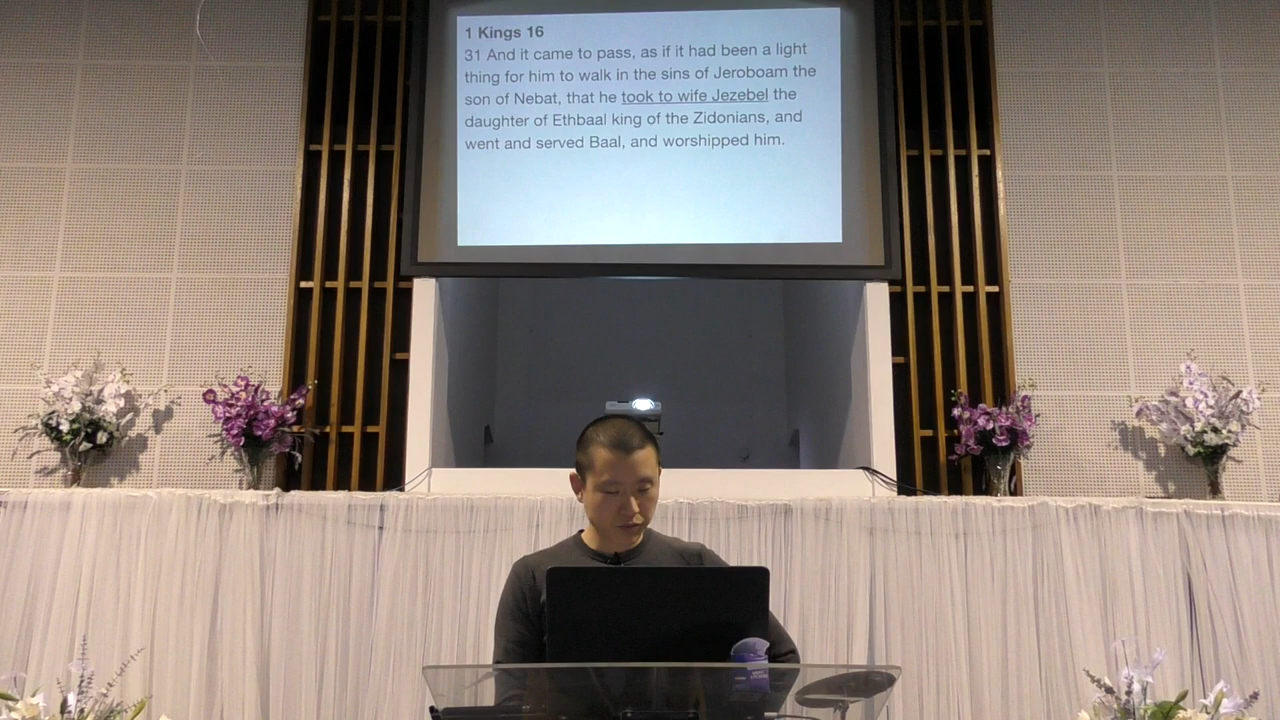 1 Kings 16
31 And it came to pass, as if it had been a light
thing for him to walk in the sins of Jeroboam the
son of Nebat, that he took to wife Jezebel the
daughter of Ethbaal king of the Zidonians, and
went and served Baal, and worshipped him.